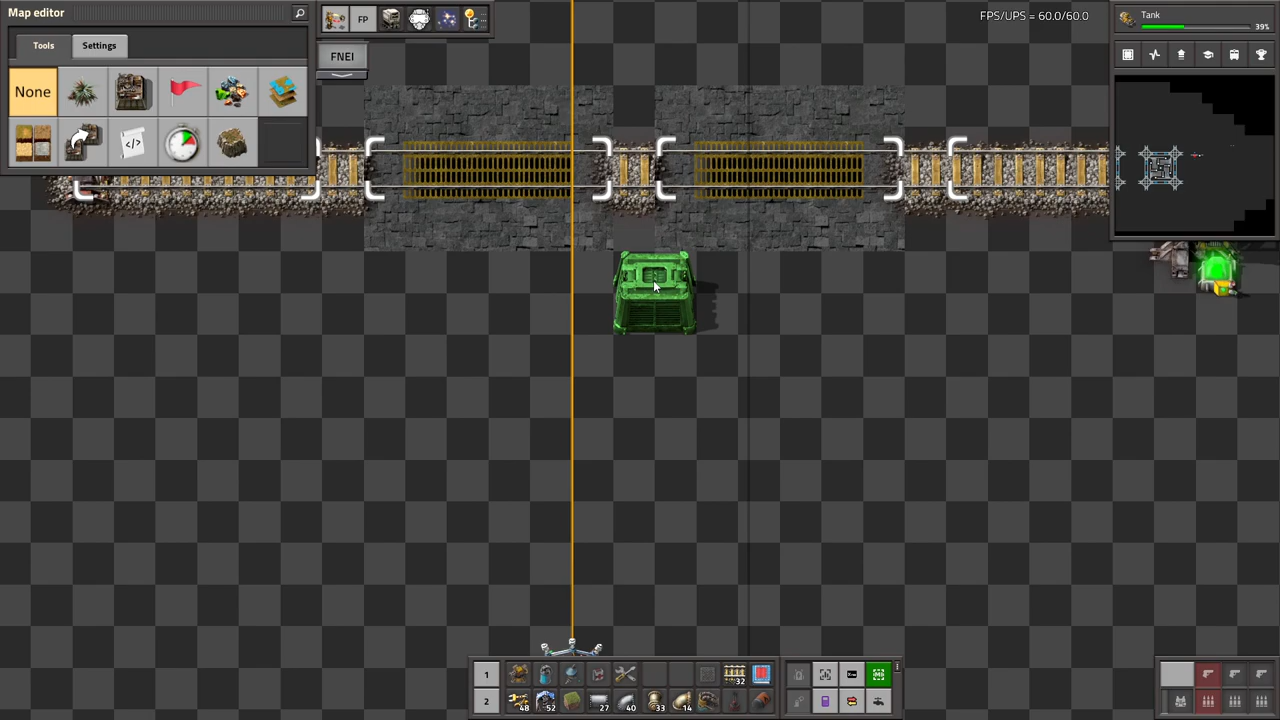 Map editor
FP
FPS/UPS = 60.0/60.0
Tank
39%
Tools
Settings
FNEI
None
</>
1
32
2
48
52
27
40
33
14